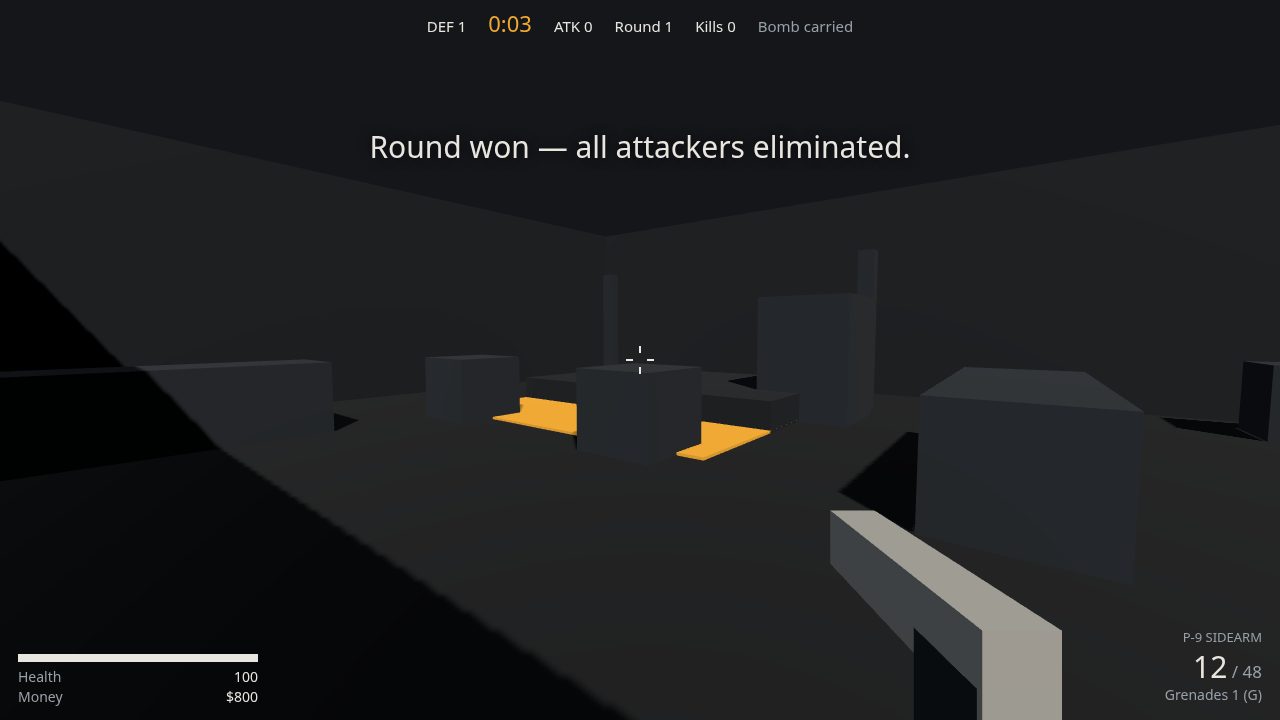 DEF 1 0:03 ATK 0 Round 1 Kills 0 Bomb carried
Round won — all attackers eliminated.
Health 100
Money $800
P-9 SIDEARM
12 / 48
Grenades 1 (G)